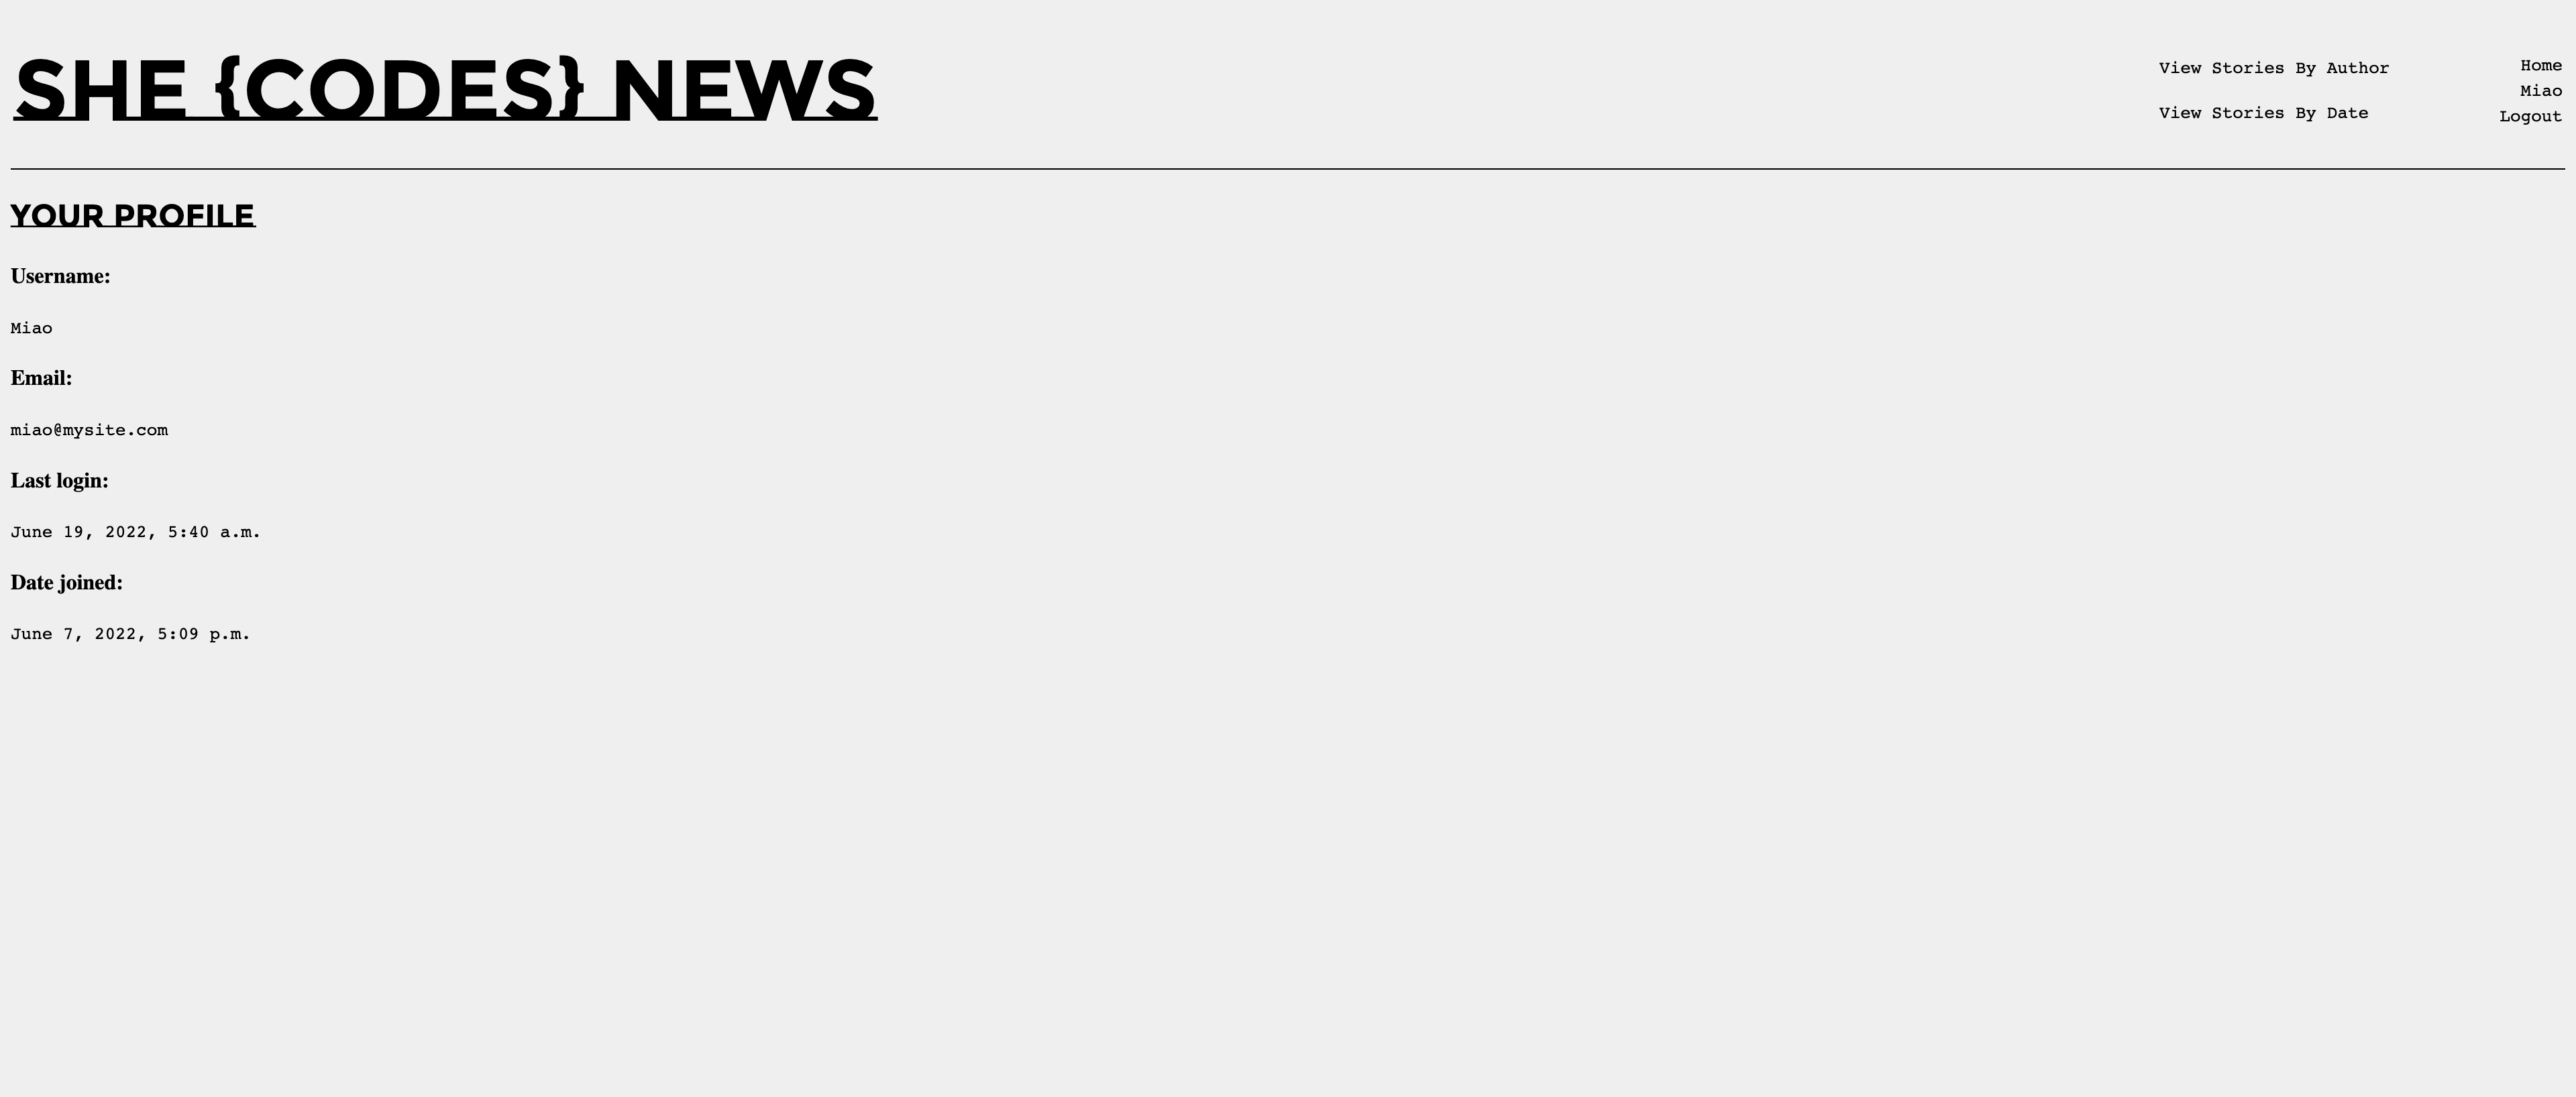 SHE {CODES} NEWS
View Stories By Author
View Stories By Date
Home
Miao
Logout
YOUR PROFILE
Username:
Miao
Email:
miao@mysite.com
Last login:
June 19, 2022, 5:40 a.m.
Date joined:
June 7, 2022, 5:09 p.m.